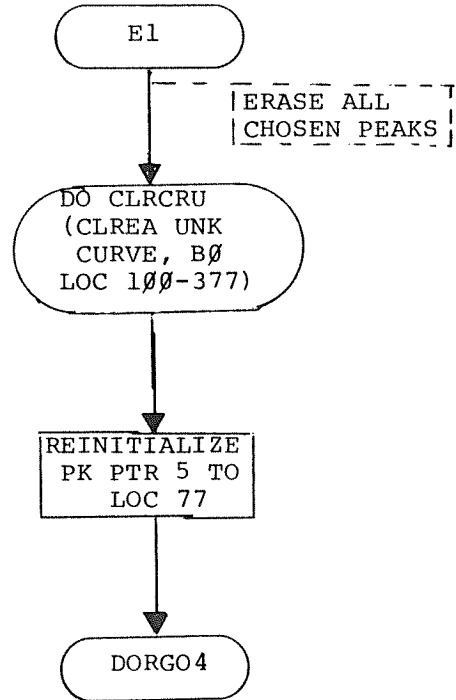 E1
ERASE ALL
CHOSEN PEAKS
DO CLRCRU
(CLREA UNK
CURVE, BØ
LOC 1ØØ-377)
REINITIALIZE
PK PTR 5 TO
LOC 77
DORGO4